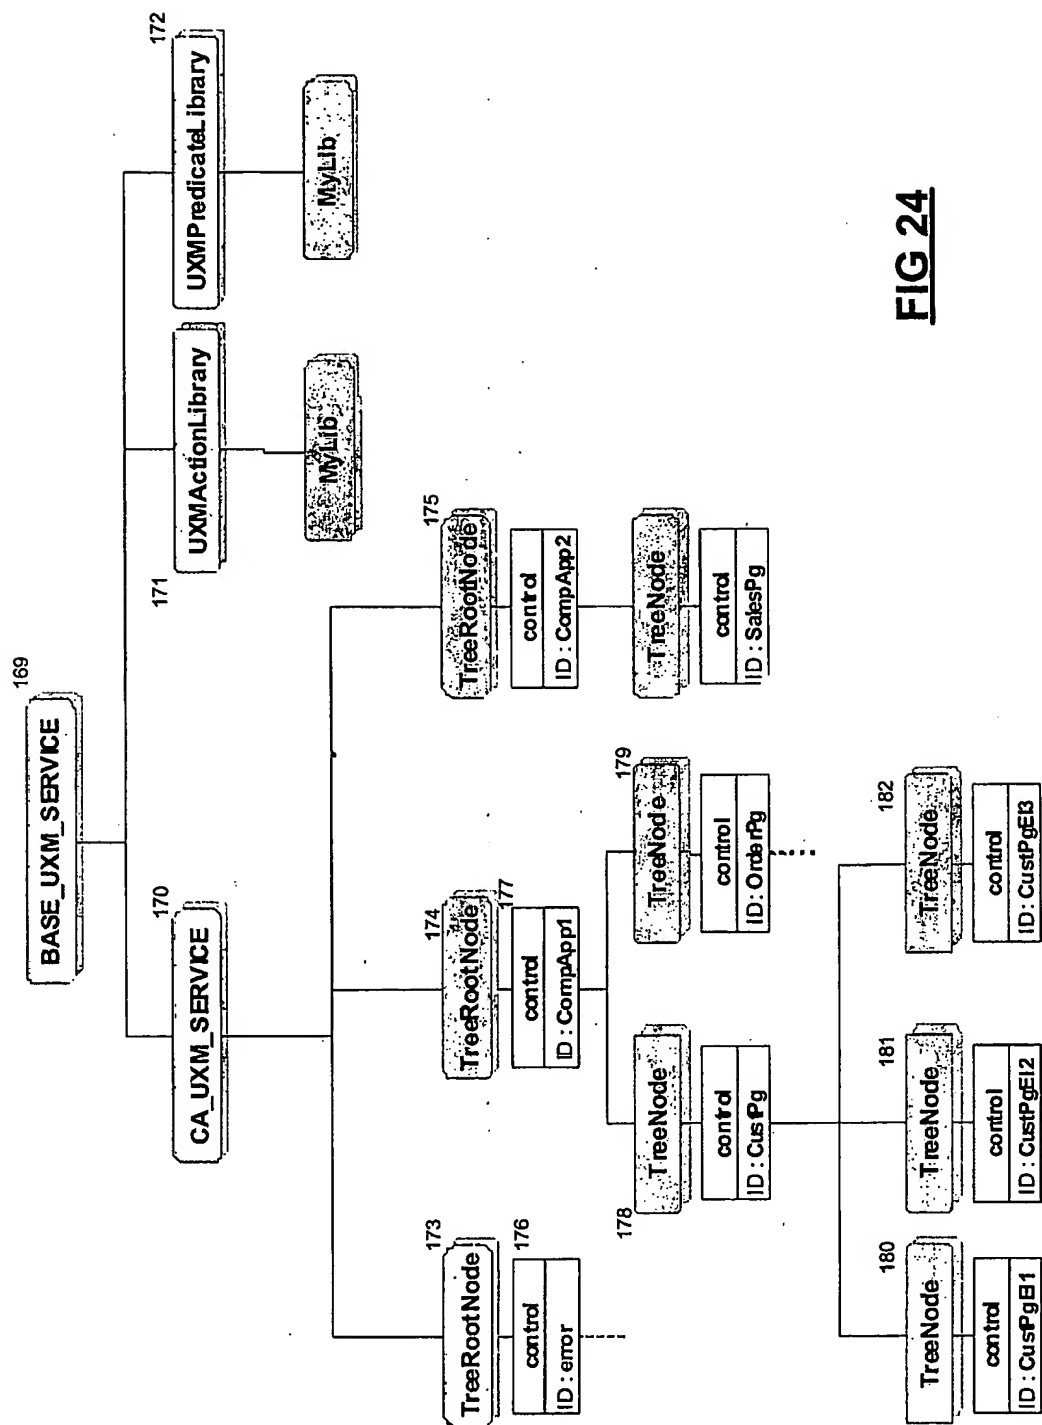 169
BASE_UXM_SERVICE
170
CA_UXM_SERVICE
171
UXMActionLibrary
172
UXMPredicateLibrary
MyLib
MyLib
173
TreeRootNode
176
control
ID:error
174
TreeRootNode
177
control
ID:CompApp1
175
TreeRootNode
control
ID:CompApp2
178
TreeNode
control
ID:CustPg
179
TreeNode
control
ID:OrderPg
TreeNode
control
ID:SalesPg
180
TreeNode
control
ID:CustPgEl1
181
TreeNode
control
ID:CustPgEl2
182
TreeNode
control
ID:CustPgEl3
FIG 24